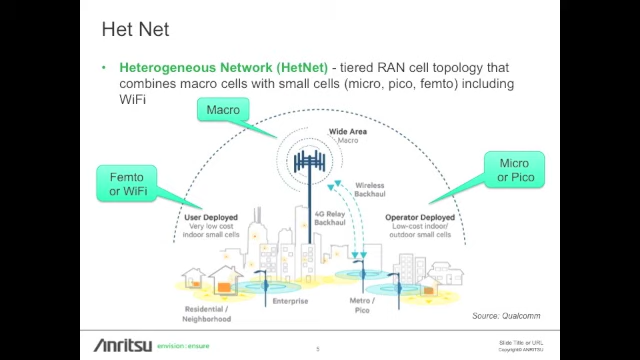 Het Net
• Heterogeneous Network (HetNet) - tiered RAN cell topology that
combines macro cells with small cells (micro, pico, femto) including
WiFi
Macro
Wide Area
Macro
Femto
or WiFi
Micro
or Pico
Wireless
Backhaul
User Deployed
Very low cost
indoor small cells
4G Relay
Backhaul
Operator Deployed
Low-cost indoor/
outdoor small cells
Residential /
Neighborhood
Enterprise
Metro /
Pico
Source: Qualcomm
Anritsu envision : ensure
5
Slide Title or URL
Copyright© ANRITSU